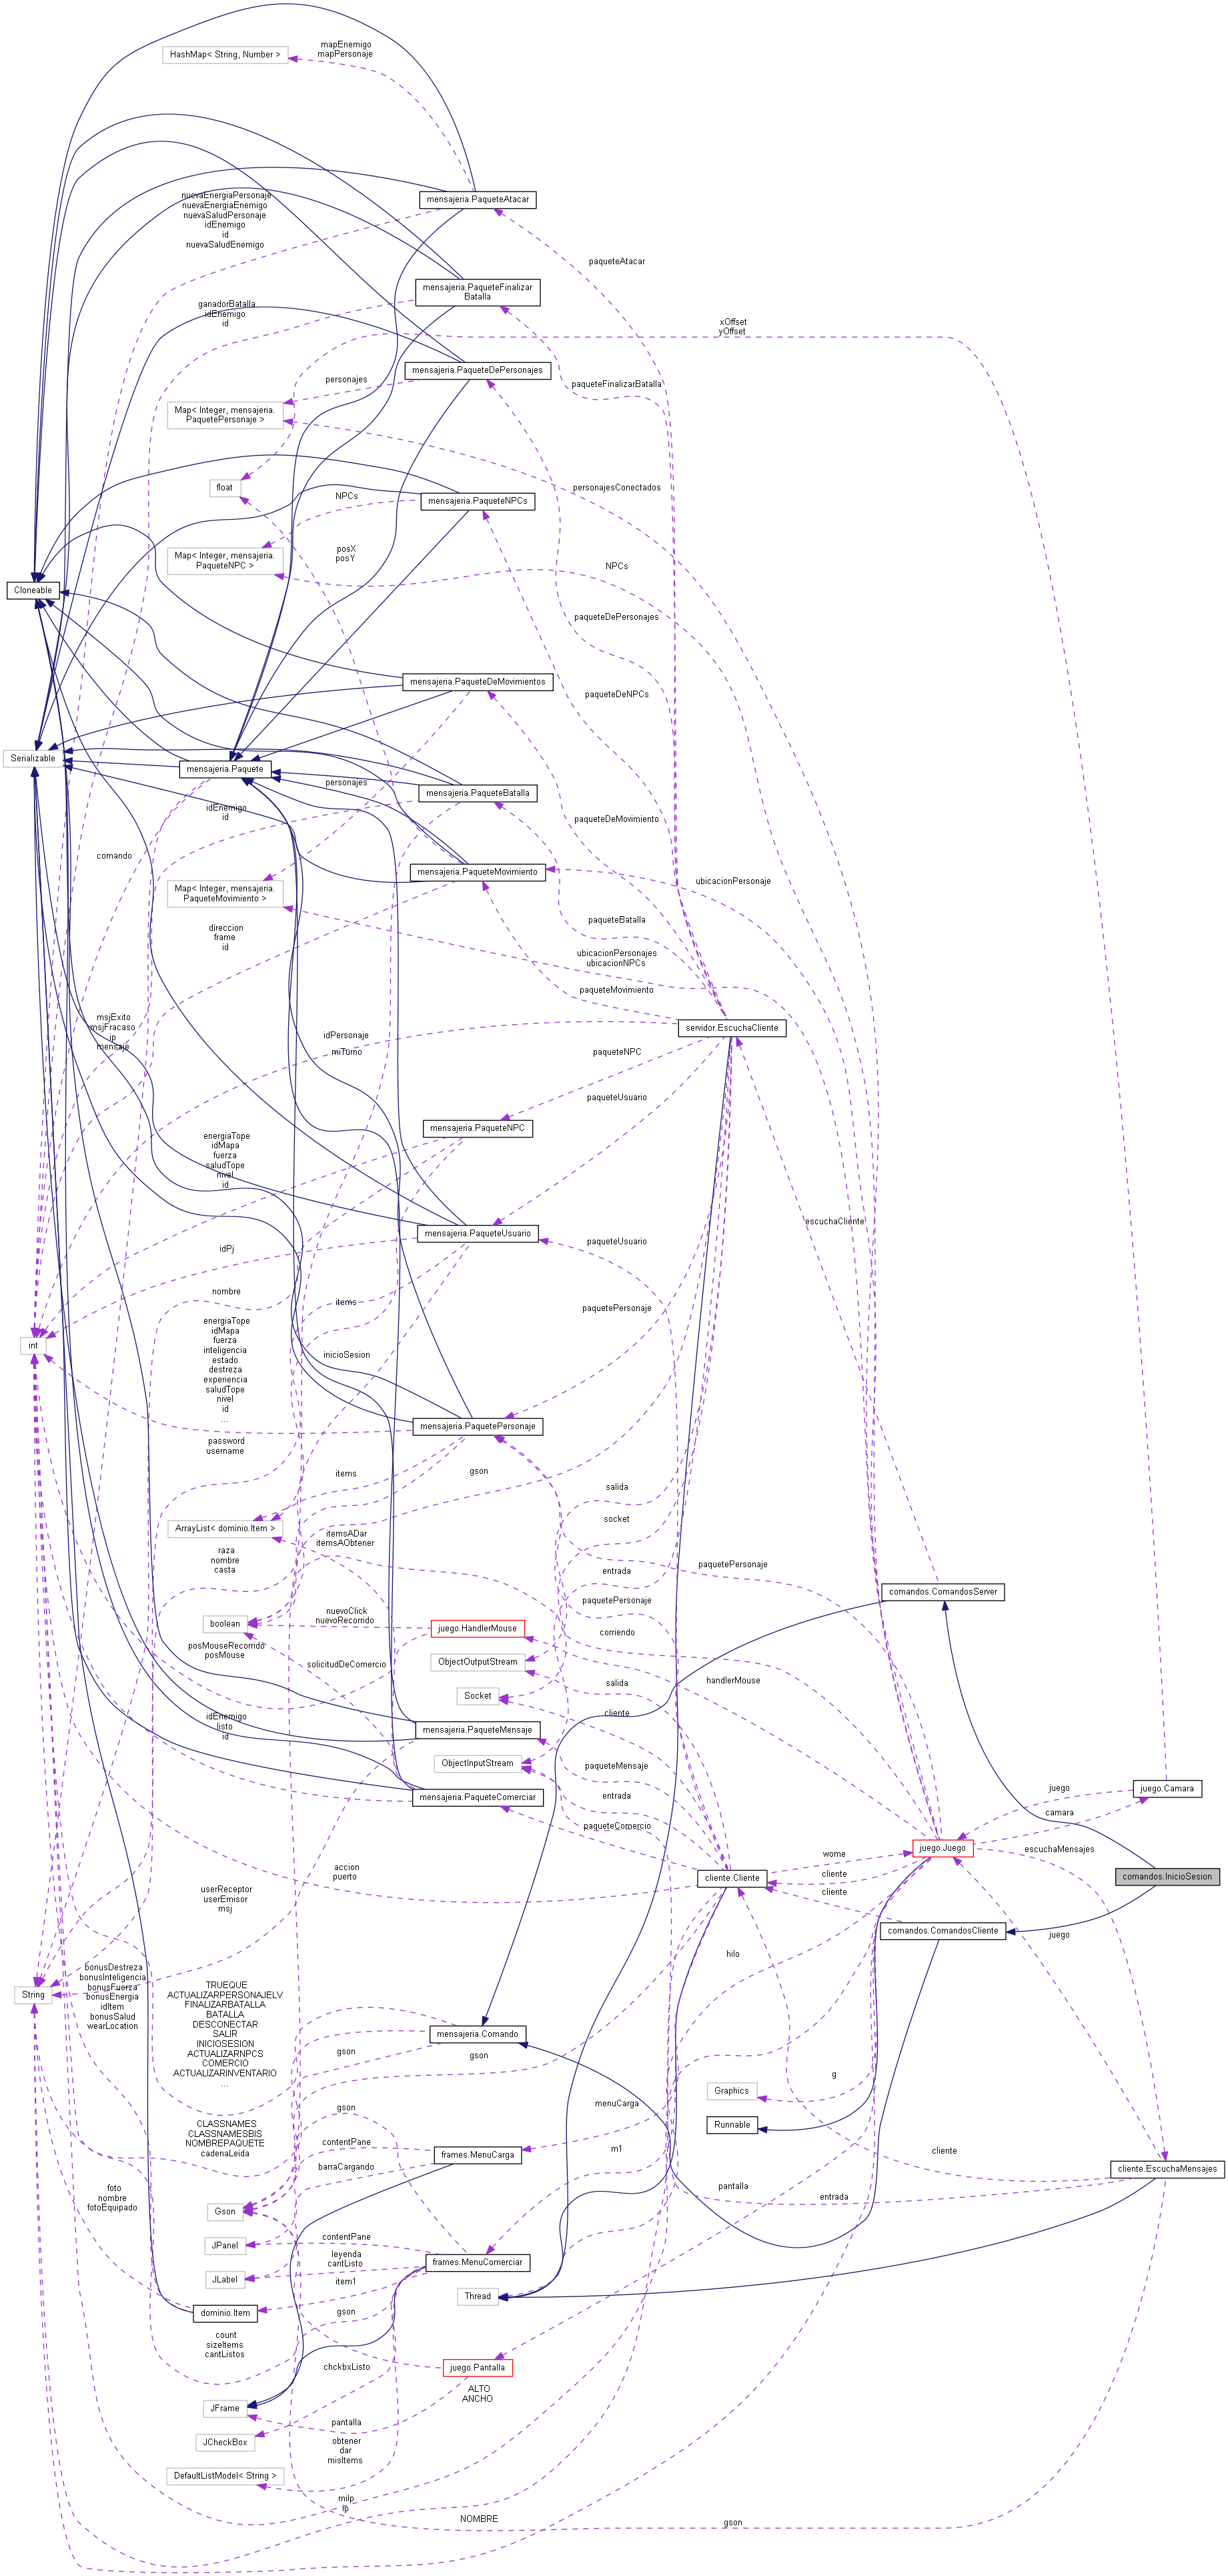 mapEnemigo
mapPersonaje
HashMap< String, Number >
nuevaEnergiaPersonaje
nuevaEnergiaEnemigo
nuevaSaludPersonaje
idEnemigo
id
nuevaSaludEnemigo
mensajeria.PaqueteAtacar
paqueteAtacar
mensajeria.PaqueteFinalizar
Batalla
ganadorBatalla
idEnemigo
id
xOffset
yOffset
mensajeria.PaqueteDePersonajes
personajes
paqueteFinalizarBatalla
Map< Integer, mensajeria.
PaquetePersonaje >
float
personajesConectados
mensajeria.PaqueteNPCs
NPCs
posX
posY
Map< Integer, mensajeria.
PaqueteNPC >
NPCs
Cloneable
paqueteDePersonajes
mensajeria.PaqueteDeMovimientos
paqueteDeNPCs
Serializable
mensajeria.Paquete
personajes
mensajeria.PaqueteBatalla
idEnemigo
id
paqueteDeMovimiento
comando
mensajeria.PaqueteMovimiento
ubicacionPersonaje
Map< Integer, mensajeria.
PaqueteMovimiento >
direccion
frame
id
paqueteBatalla
ubicacionPersonajes
ubicacionNPCs
paqueteMovimiento
msjExito
msjFracaso
ip
mensaje
servidor.EscuchaCliente
idPersonaje
miTurno
paqueteNPC
paqueteUsuario
mensajeria.PaqueteNPC
energiaTope
idMapa
fuerza
saludTope
nivel
id
escuchaCliente
mensajeria.PaqueteUsuario
idPj
paqueteUsuario
nombre
items
paquetePersonaje
int
energiaTope
idMapa
fuerza
inteligencia
estado
destreza
experiencia
saludTope
nivel
id
...
inicioSesion
mensajeria.PaquetePersonaje
password
username
items
gson
salida
socket
ArrayList< dominio.Item >
itemsADar
itemsAObtener
raza
nombre
casta
entrada
paquetePersonaje
paquetePersonaje
comandos.ComandosServer
boolean
nuevoClick
nuevoRecorrido
juego.HandlerMouse
corriendo
posMouseRecorrido
posMouse
solicitudDeComercio
ObjectOutputStream
handlerMouse
Socket
salida
cliente
idEnemigo
listo
id
mensajeria.PaqueteMensaje
ObjectInputStream
paqueteMensaje
mensajeria.PaqueteComerciar
entrada
juego
juego.Camara
camara
paqueteComercio
wome
juego.Juego
escuchaMensajes
accion
puerto
cliente.Cliente
cliente
comandos.InicioSesion
cliente
userReceptor
userEmisor
msj
comandos.ComandosCliente
juego
hilo
String
bonusDestreza
bonusInteligencia
bonusFuerza
bonusEnergia
idItem
bonusSalud
wearLocation
TRUEQUE
ACTUALIZARPERSONAJELV
FINALIZARBATALLA
BATALLA
DESCONECTAR
SALIR
INICIOSESION
ACTUALIZARNPCS
COMERCIO
ACTUALIZARINVENTARIO
...
mensajeria.Comando
gson
gson
g
Graphics
menuCarga
Runnable
CLASSNAMES
CLASSNAMESBIS
NOMBREPAQUETE
cadenaLeida
gson
contentPane
frames.MenuCarga
m1
cliente
cliente.EscuchaMensajes
barraCargando
pantalla
entrada
foto
nombre
fotoEquipado
Gson
JPanel
contentPane
JLabel
leyenda
cantListo
frames.MenuComerciar
Thread
item1
dominio.Item
gson
count
sizeItems
cantListos
chckbxListo
juego.Pantalla
ALTO
ANCHO
JFrame
pantalla
JCheckBox
obtener
dar
misItems
DefaultListModel< String >
miIp
ip
NOMBRE
gson